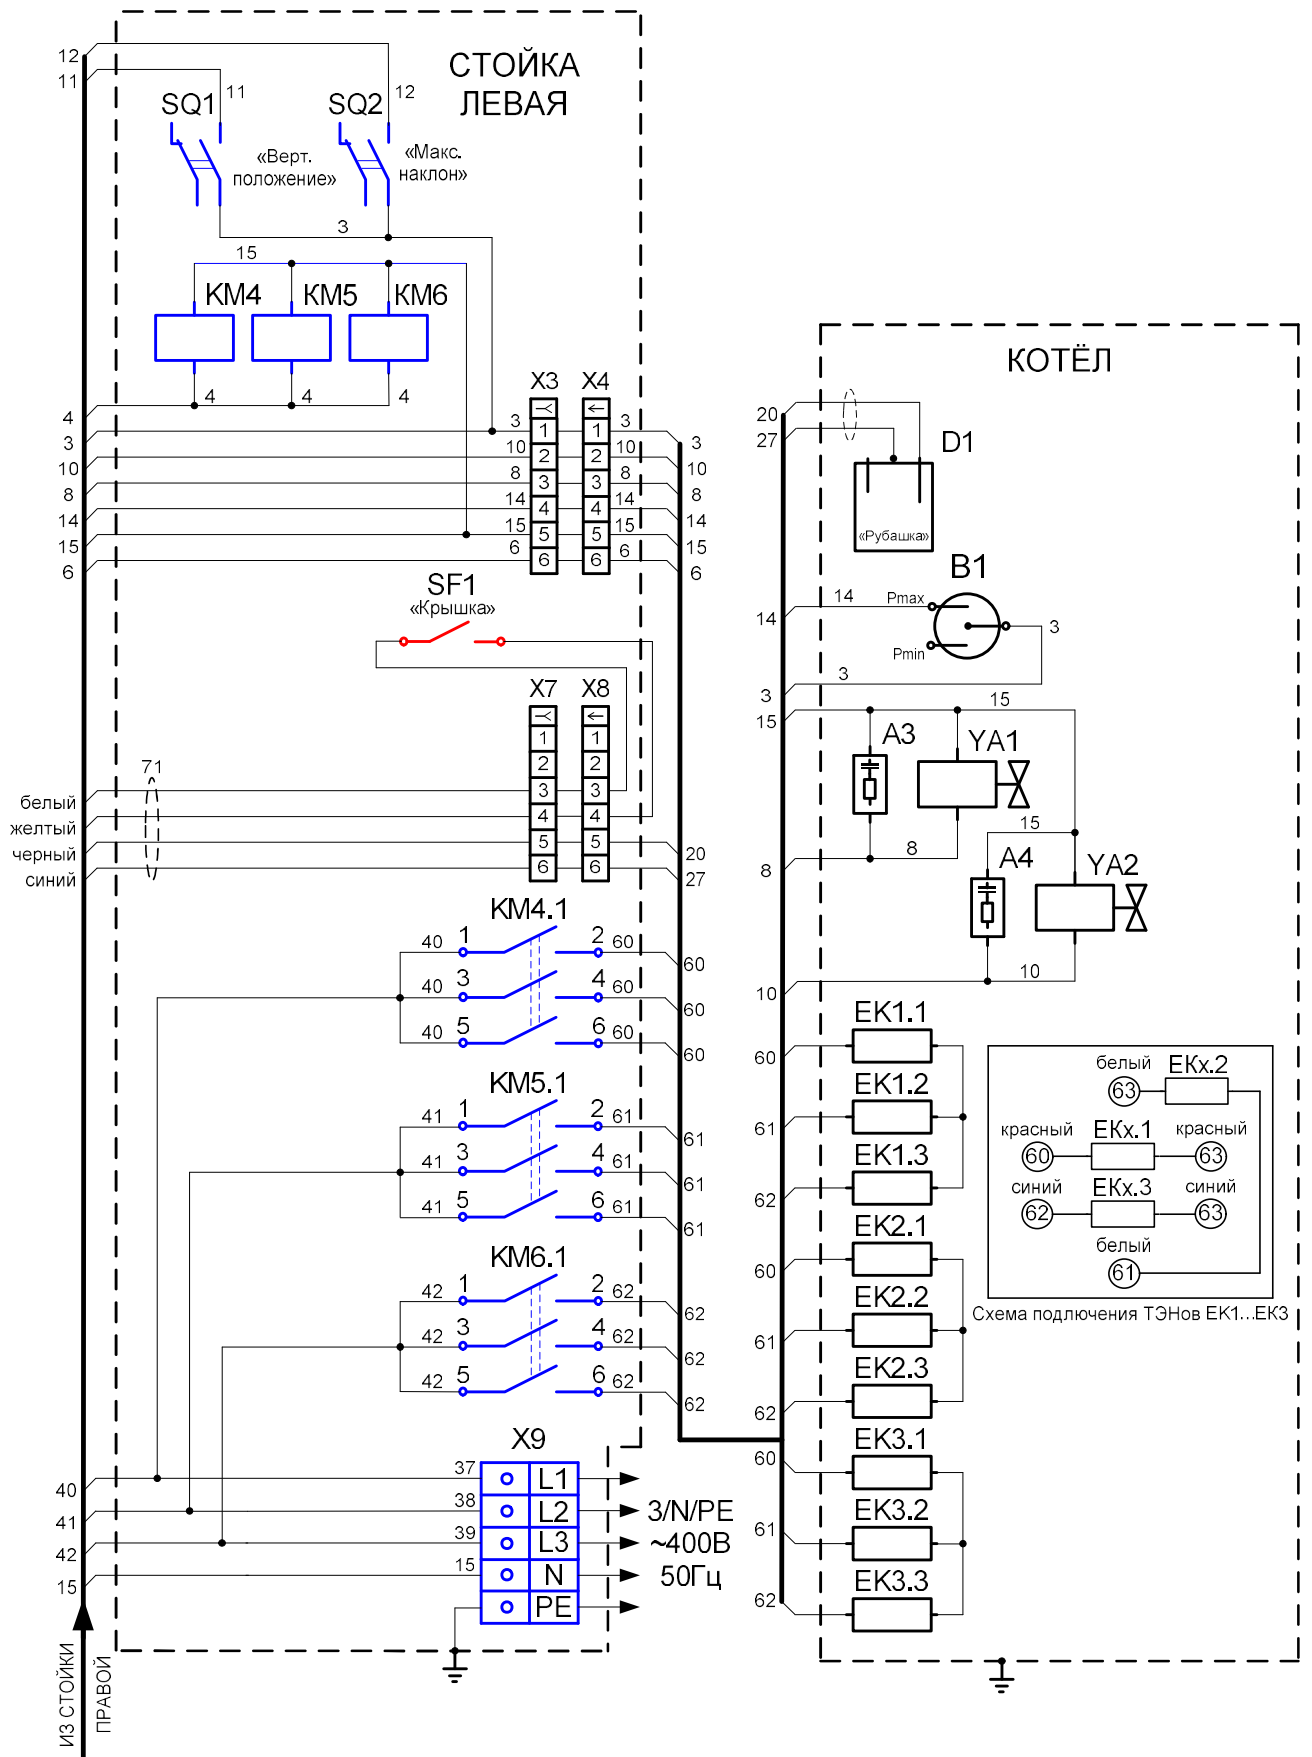 СТОЙКА
ЛЕВАЯ
12
11
SQ1
11
SQ2
12
«Верт.
положение»
«Макс.
наклон»
3
15
KM4
KM5
KM6
4
4
4
4
3
10
8
14
15
6
X3
X4
3
1
1
3
3
10
2
2
10
10
8
3
3
8
8
14
4
4
14
14
15
5
5
15
15
6
6
6
6
6
SF1
«Крышка»
X7
X8
1
1
2
2
3
3
4
4
5
5
20
6
6
27
71
белый
желтый
черный
синий
KM4.1
40
1
2
60
60
40
3
4
60
60
40
5
6
60
60
KM5.1
41
1
2
61
61
41
3
4
61
61
41
5
6
61
61
KM6.1
42
1
2
62
62
42
3
4
62
62
42
5
6
62
62
X9
40
37
L1
41
38
L2
42
39
L3
15
15
N
PE
3/N/PE
~400В
50Гц
ИЗ СТОЙКИ
ПРАВОЙ
КОТЁЛ
20
27
D1
«Рубашка»
B1
14
14
Pmax
Pmin
3
3
3
15
15
A3
YA1
8
8
15
A4
YA2
10
10
EK1.1
60
EK1.2
61
EK1.3
62
EK2.1
60
EK2.2
61
EK2.3
62
EK3.1
60
EK3.2
61
EK3.3
62
белый
63
EKx.2
красный
60
EKx.1
красный
63
синий
62
EKx.3
синий
63
белый
61
Схема подлючения ТЭНов EK1...EK3